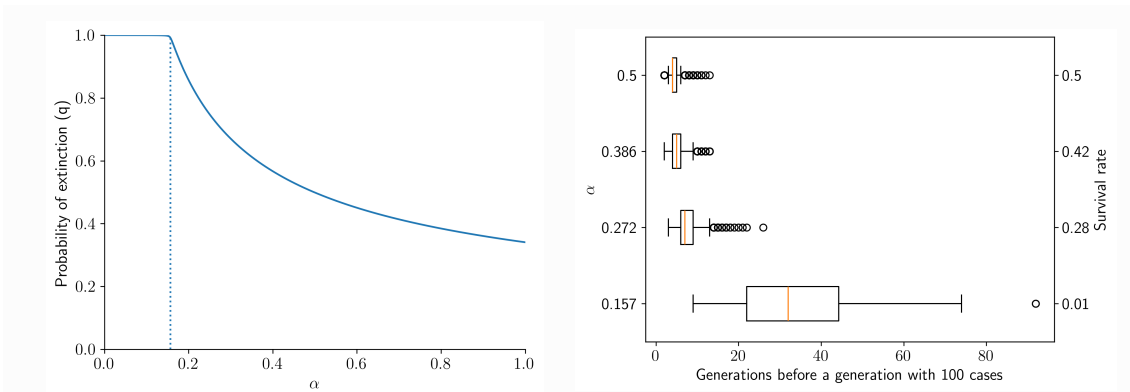 Probability of extinction (q)
1.0
0.8
0.6
0.4
0.2
0.0
0.0 0.2 0.4 0.6 0.8 1.0
α
α
0.5 0.5
0.386 0.42
0.272 0.28
0.157 0.01
Survival rate
0 20 40 60 80
Generations before a generation with 100 cases